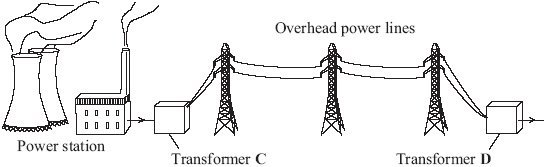 Overhead power lines
Power station
Transformer C
Transformer D